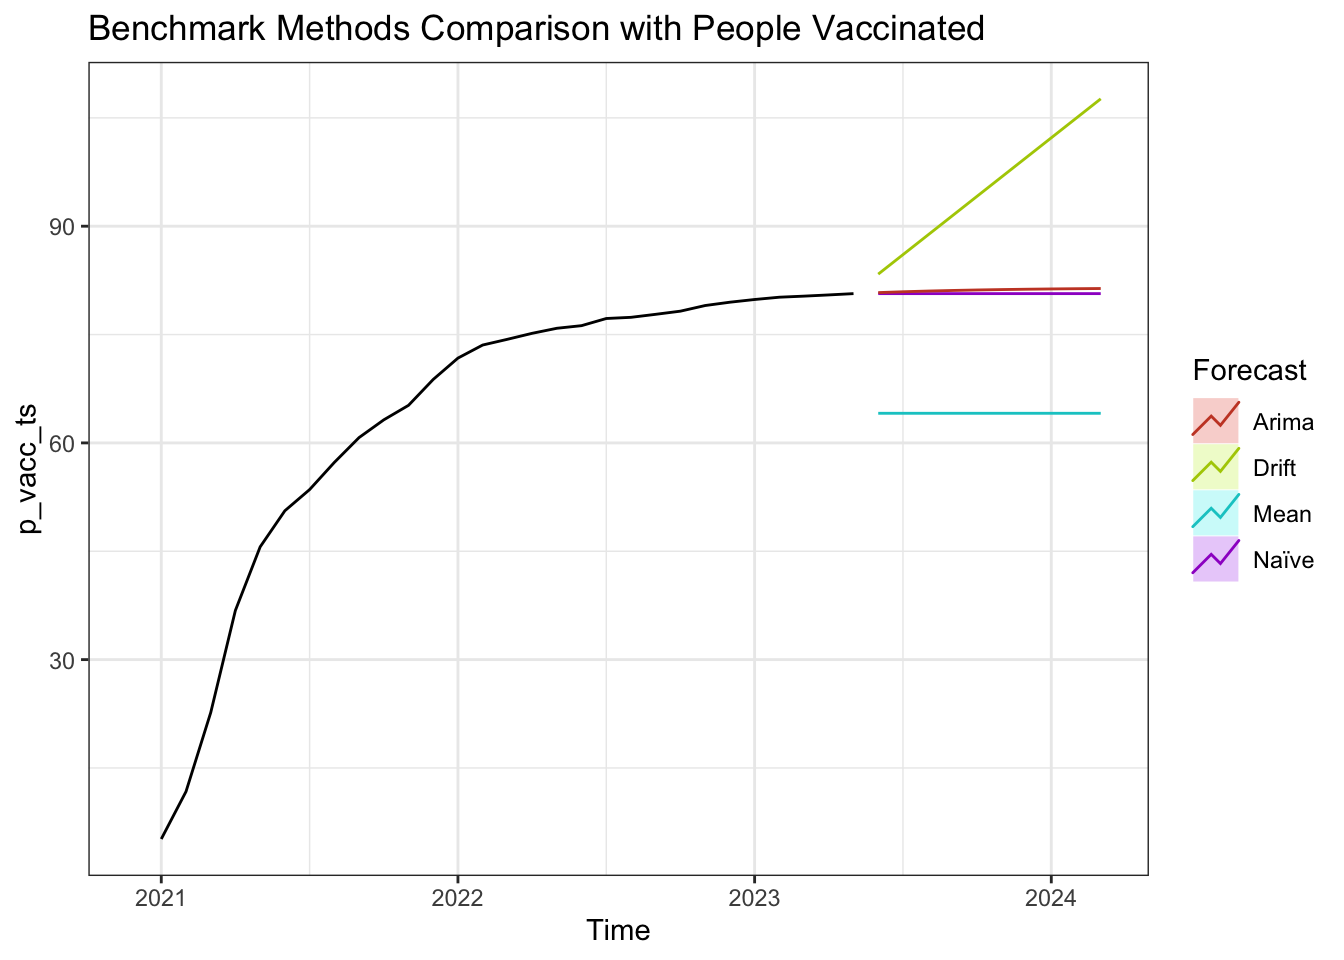 Benchmark Methods Comparison with People Vaccinated
p_vacc_ts
90
60
30
2021
2022
2023
2024
Time
Forecast
Arima
Drift
Mean
Naïve